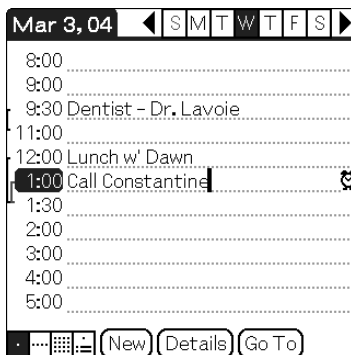 Mar 3, 04 S M T W T F S
8:00
9:00
9:30 Dentist - Dr. Lavoie
11:00
12:00 Lunch w' Dawn
1:00 Call Constantine
1:30
2:00
3:00
4:00
5:00
New Details Go To